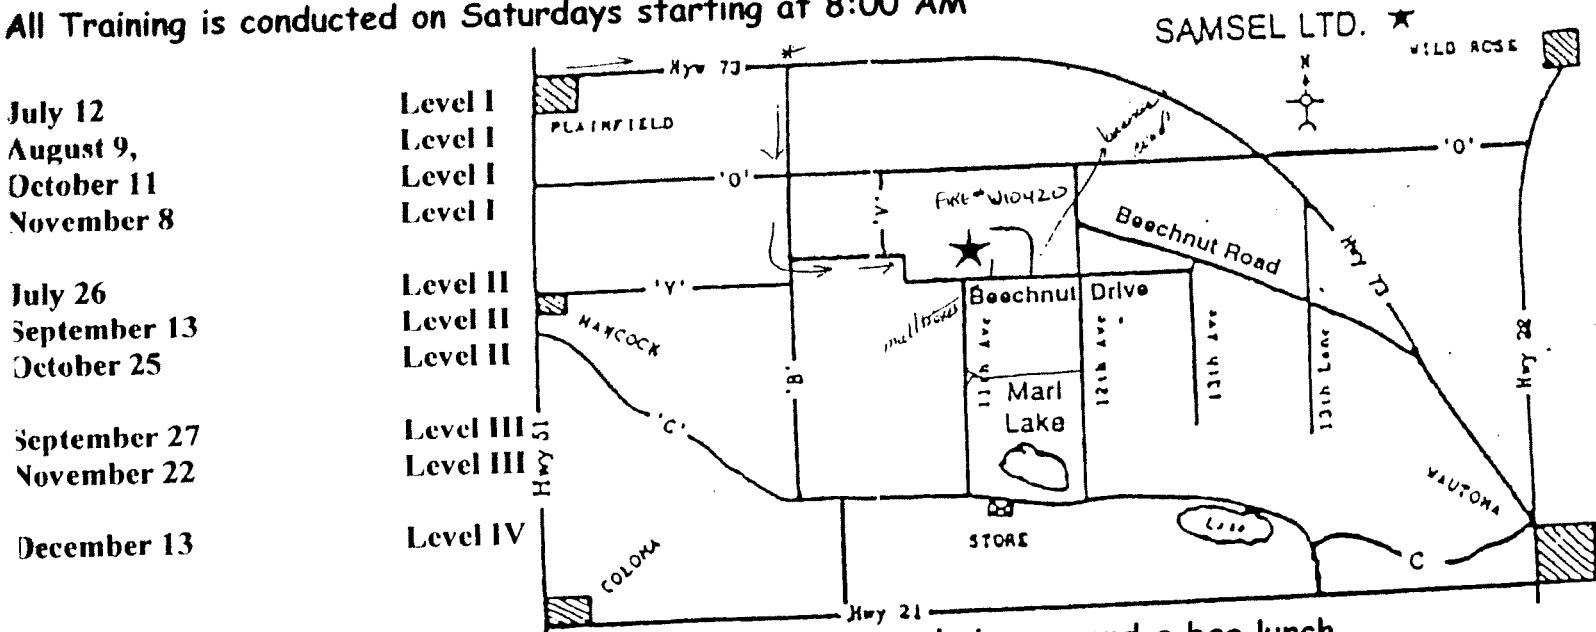 All Training is conducted on Saturdays starting at 8:00 AM
SAMSEL LTD.
WILD ROSE
N
July 12 Level I
August 9, Level I
October 11 Level I
November 8 Level I
July 26 Level II
September 13 Level II
October 25 Level II
September 27 Level III
November 22 Level III
December 13 Level IV
Hyw 73
PLAINFIELD
'O'
'O'
'V'
FIRE # W10420
Beechnut Road
Hwy 73
'Y'
HANCOCK
mailboxes
Beechnut Drive
11th Ave
12th Ave
13th Ave
13th Lane
Hwy 22
'B'
Marl
Lake
'C'
Hwy 51
WAUTOMA
STORE
Lake
C
COLOMA
Hwy 21